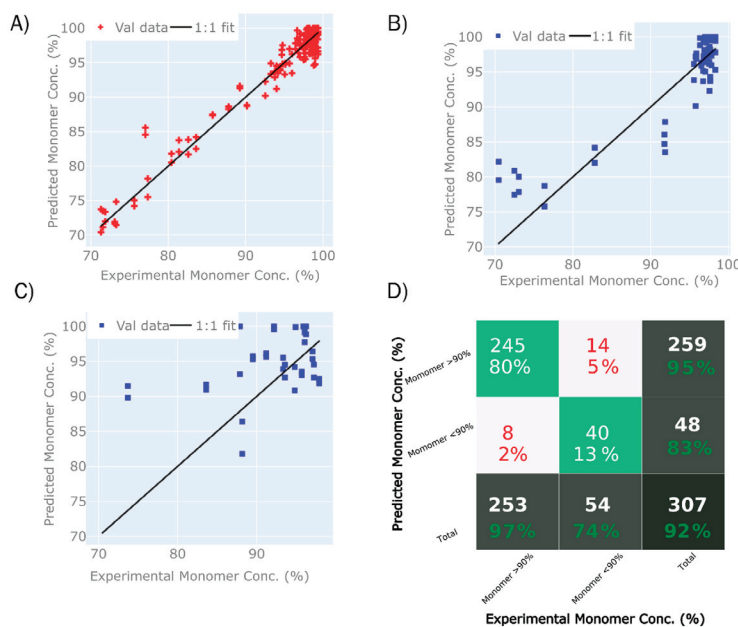 A)
Val data
1:1 fit
100
95
90
85
80
75
70
70
80
90
100
Predicted Monomer Conc. (%)
Experimental Monomer Conc. (%)
B)
Val data
1:1 fit
100
95
90
85
80
75
70
70
80
90
100
Predicted Monomer Conc. (%)
Experimental Monomer Conc. (%)
C)
Val data
1:1 fit
100
95
90
85
80
75
70
70
80
90
Predicted Monomer Conc. (%)
Experimental Monomer Conc. (%)
D)
Predicted Monomer Conc. (%)
Momomer >90%
245
80%
14
5%
259
95%
Momomer <90%
8
2%
40
13%
48
83%
Total
253
97%
54
74%
307
92%
Monomer >90%
Momomer <90%
Total
Experimental Monomer Conc. (%)